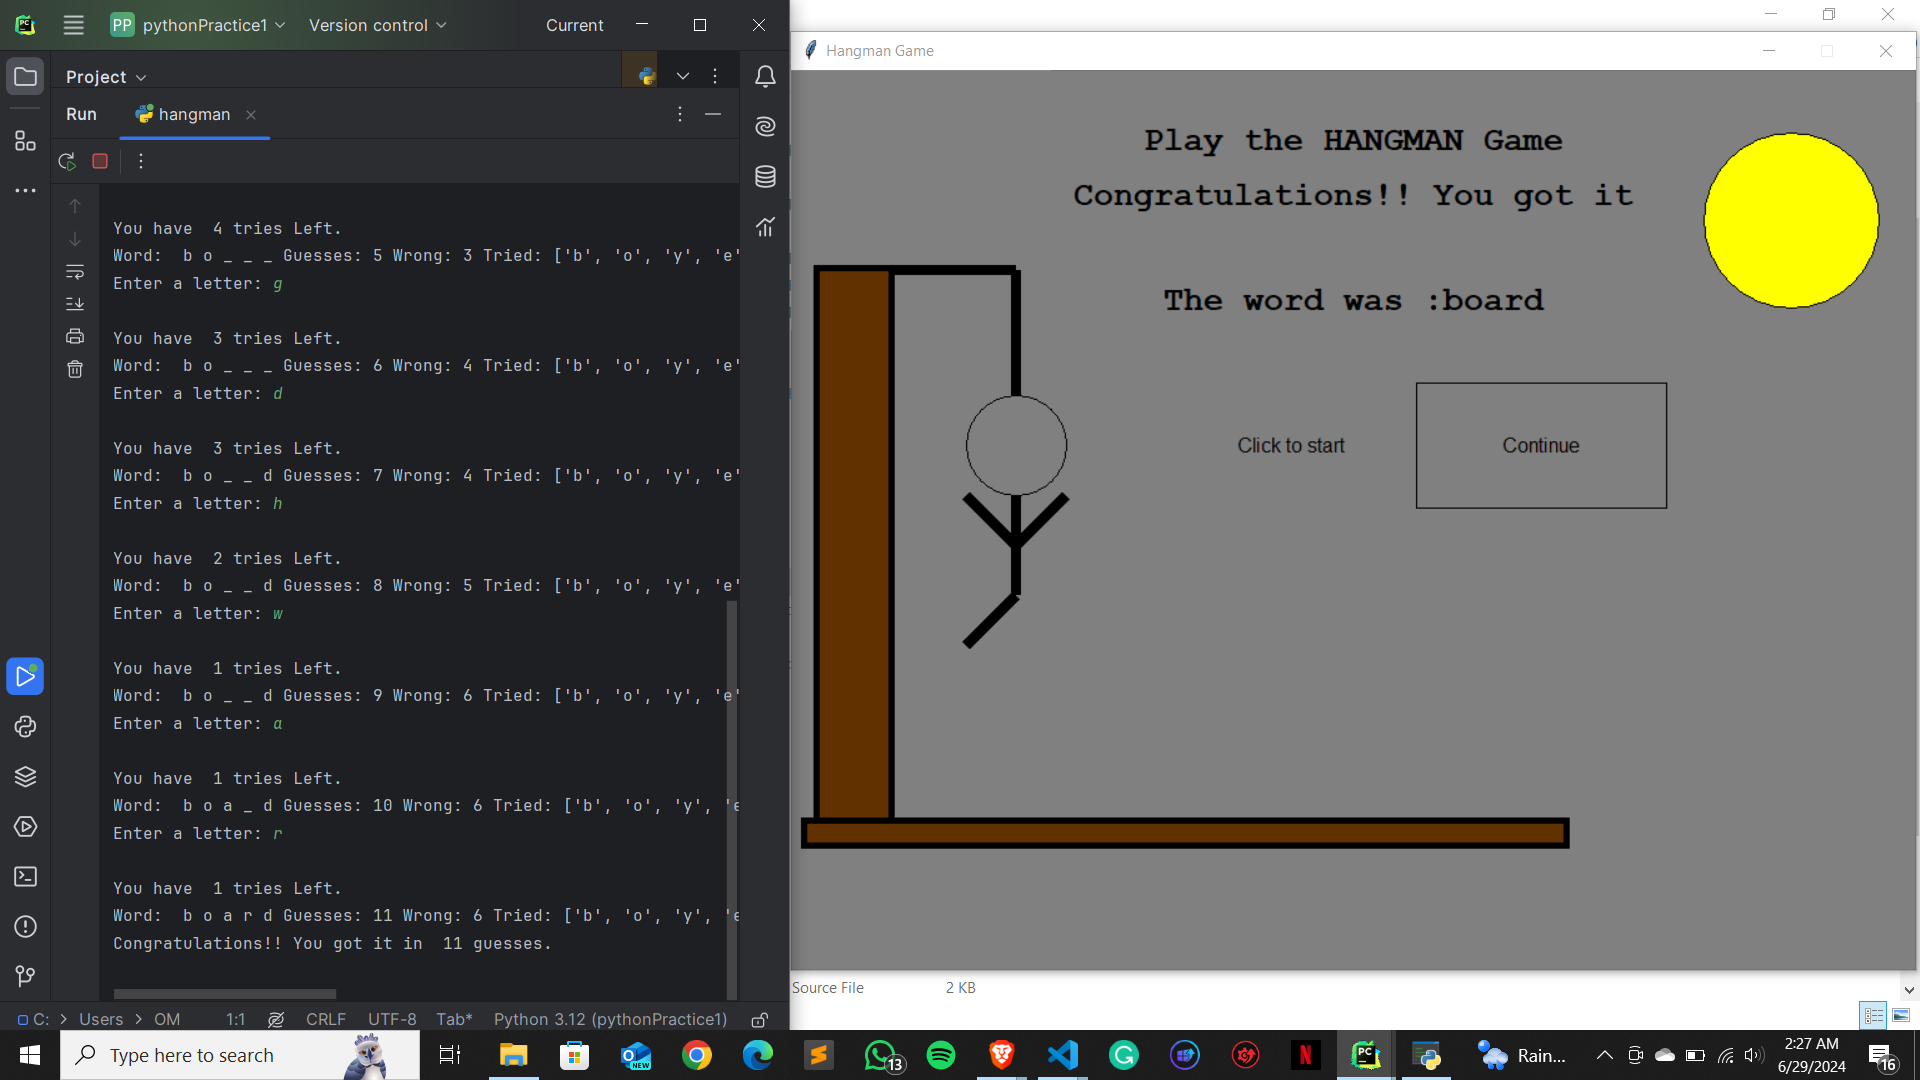 PC
PP pythonPractice1
Version control
Current
Project
Run
hangman
You have  4 tries Left.
Word:  b o _ _ _ Guesses: 5 Wrong: 3 Tried: ['b', 'o', 'y', 'e'
Enter a letter: g
You have  3 tries Left.
Word:  b o _ _ _ Guesses: 6 Wrong: 4 Tried: ['b', 'o', 'y', 'e'
Enter a letter: d
You have  3 tries Left.
Word:  b o _ _ d Guesses: 7 Wrong: 4 Tried: ['b', 'o', 'y', 'e'
Enter a letter: h
You have  2 tries Left.
Word:  b o _ _ d Guesses: 8 Wrong: 5 Tried: ['b', 'o', 'y', 'e'
Enter a letter: w
You have  1 tries Left.
Word:  b o _ _ d Guesses: 9 Wrong: 6 Tried: ['b', 'o', 'y', 'e'
Enter a letter: a
You have  1 tries Left.
Word:  b o a _ d Guesses: 10 Wrong: 6 Tried: ['b', 'o', 'y', 'e
Enter a letter: r
You have  1 tries Left.
Word:  b o a r d Guesses: 11 Wrong: 6 Tried: ['b', 'o', 'y', 'e
Congratulations!! You got it in  11 guesses.
C: > Users > OM
1:1
CRLF
UTF-8
Tab*
Python 3.12 (pythonPractice1)
Hangman Game
Play the HANGMAN Game
Congratulations!! You got it
The word was :board
Click to start
Continue
Source File
2 KB
Type here to search
NEW
13
N
PC
Rain...
2:27 AM
6/29/2024
16